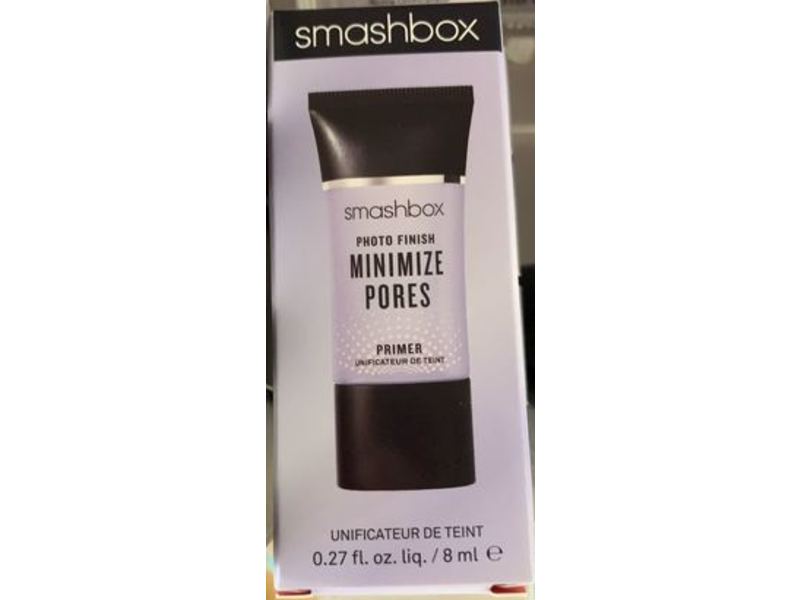 smashbox
smashbox
PHOTO FINISH
MINIMIZE
PORES
PRIMER
UNIFICATEUR DE TEINT
UNIFICATEUR DE TEINT
0.27 fl. oz. liq. / 8 ml ℮